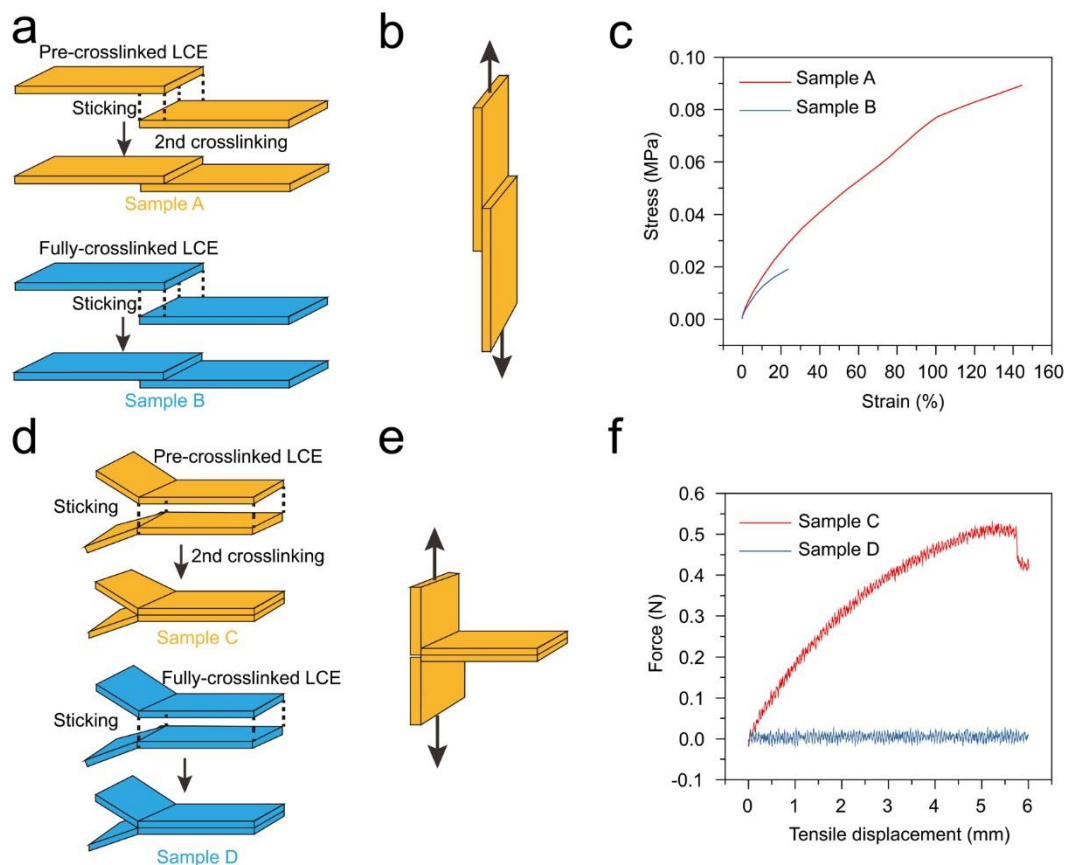 a
Pre-crosslinked LCE
Sticking
2nd crosslinking
Sample A
Fully-crosslinked LCE
Sticking
Sample B
b
c
Sample A
Sample B
Stress (MPa)
0.10
0.08
0.06
0.04
0.02
0.00
0 20 40 60 80 100 120 140 160
Strain (%)
d
Pre-crosslinked LCE
Sticking
2nd crosslinking
Sample C
Fully-crosslinked LCE
Sticking
Sample D
e
f
Sample C
Sample D
Force (N)
0.6
0.5
0.4
0.3
0.2
0.1
0.0
-0.1
0 1 2 3 4 5 6
Tensile displacement (mm)